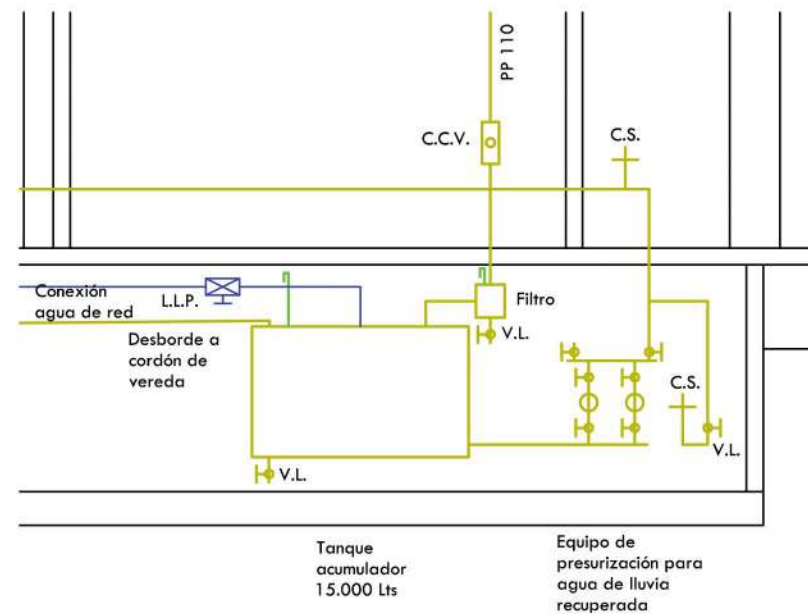 PP 110
C.C.V.
C.S.
Conexión
agua de red
L.L.P.
Filtro
V.L.
Desborde a
cordón de
vereda
C.S.
V.L.
V.L.
Tanque
acumulador
15.000 Lts
Equipo de
presurización para
agua de lluvia
recuperada